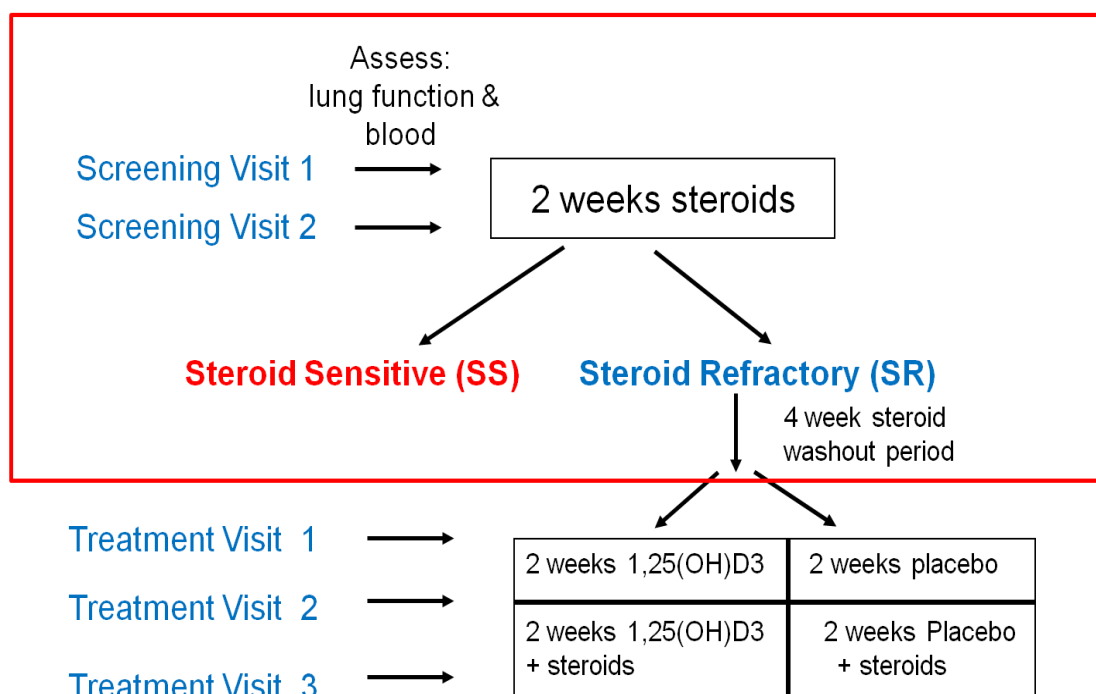 Assess:
lung function &
blood
Screening Visit 1
2 weeks steroids
Screening Visit 2
Steroid Sensitive (SS)
Steroid Refractory (SR)
4 week steroid
washout period
Treatment Visit 1
2 weeks 1,25(OH)D3
2 weeks placebo
Treatment Visit 2
2 weeks 1,25(OH)D3
+ steroids
2 weeks Placebo
+ steroids
Treatment Visit 3